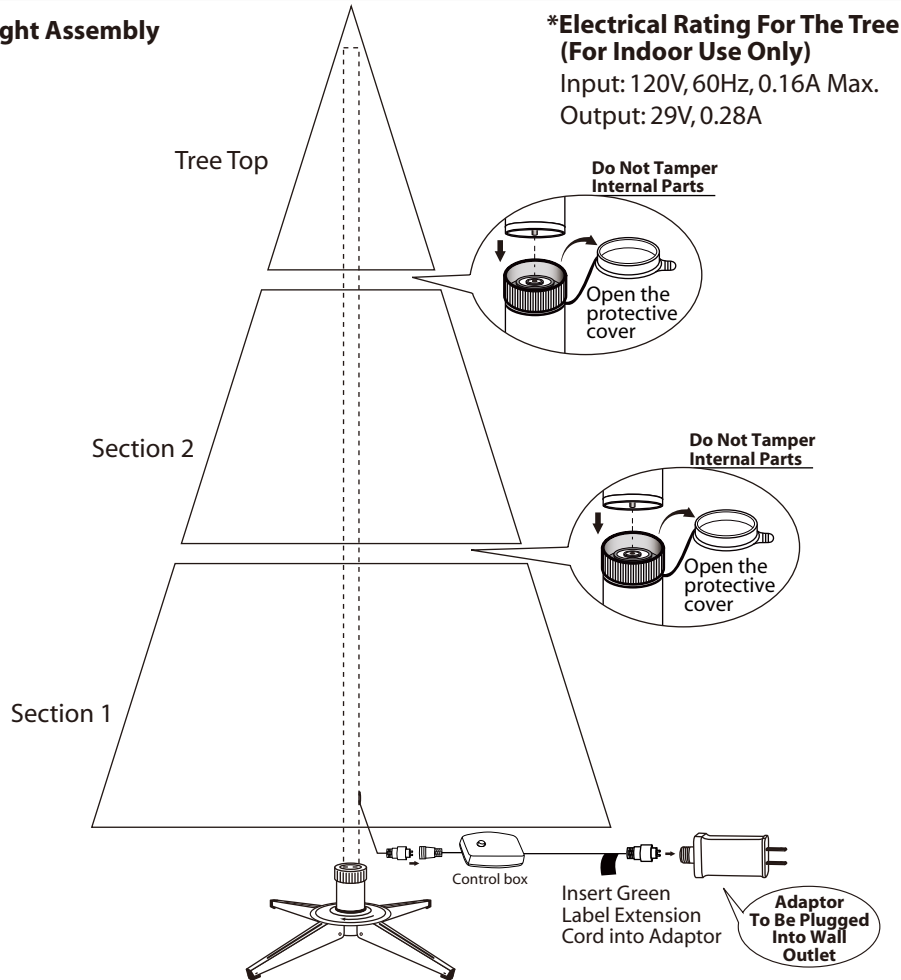 ght Assembly
*Electrical Rating For The Tree
(For Indoor Use Only)
Input: 120V, 60Hz, 0.16A Max.
Output: 29V, 0.28A
Tree Top
Do Not Tamper
Internal Parts
Open the
protective
cover
Section 2
Do Not Tamper
Internal Parts
Open the
protective
cover
Section 1
Control box
Insert Green
Label Extension
Cord into Adaptor
Adaptor
To Be Plugged
Into Wall
Outlet